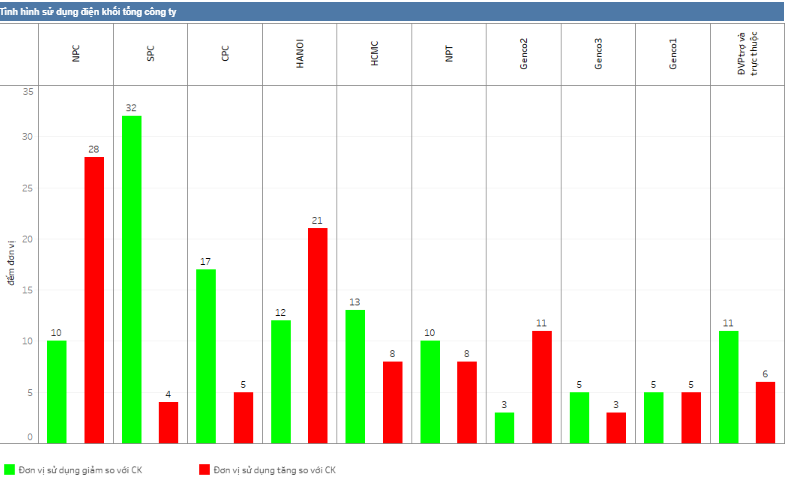 Tình hình sử dụng điện khối tổng công ty
NPC
SPC
CPC
HANOI
HCMC
NPT
Genco2
Genco3
Genco1
ĐVPtrợ và
trực thuộc
đếm đơn vị
35
30
25
20
15
10
5
0
10
28
32
4
17
5
12
21
13
8
10
8
3
11
5
3
5
5
11
6
Đơn vị sử dụng giảm so với CK
Đơn vị sử dụng tăng so với CK